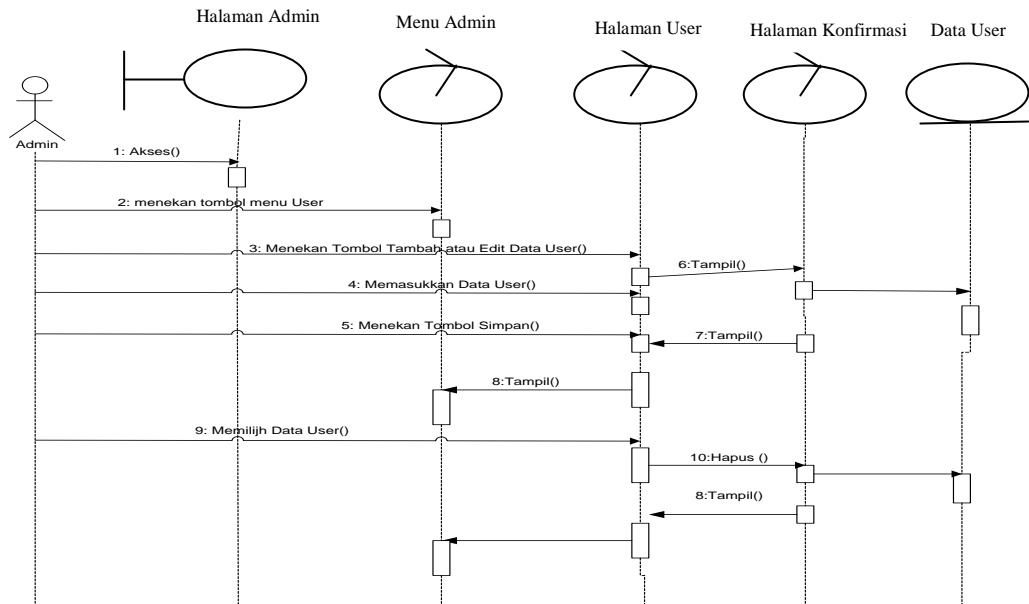 Halaman Admin
Menu Admin
Halaman User
Halaman Konfirmasi
Data User
Admin
1: Akses()
2: menekan tombol menu User
3: Menekan Tombol Tambah atau Edit Data User()
6:Tampil()
4: Memasukkan Data User()
5: Menekan Tombol Simpan()
7:Tampil()
8:Tampil()
9: Memilijh Data User()
10:Hapus ()
8:Tampil()